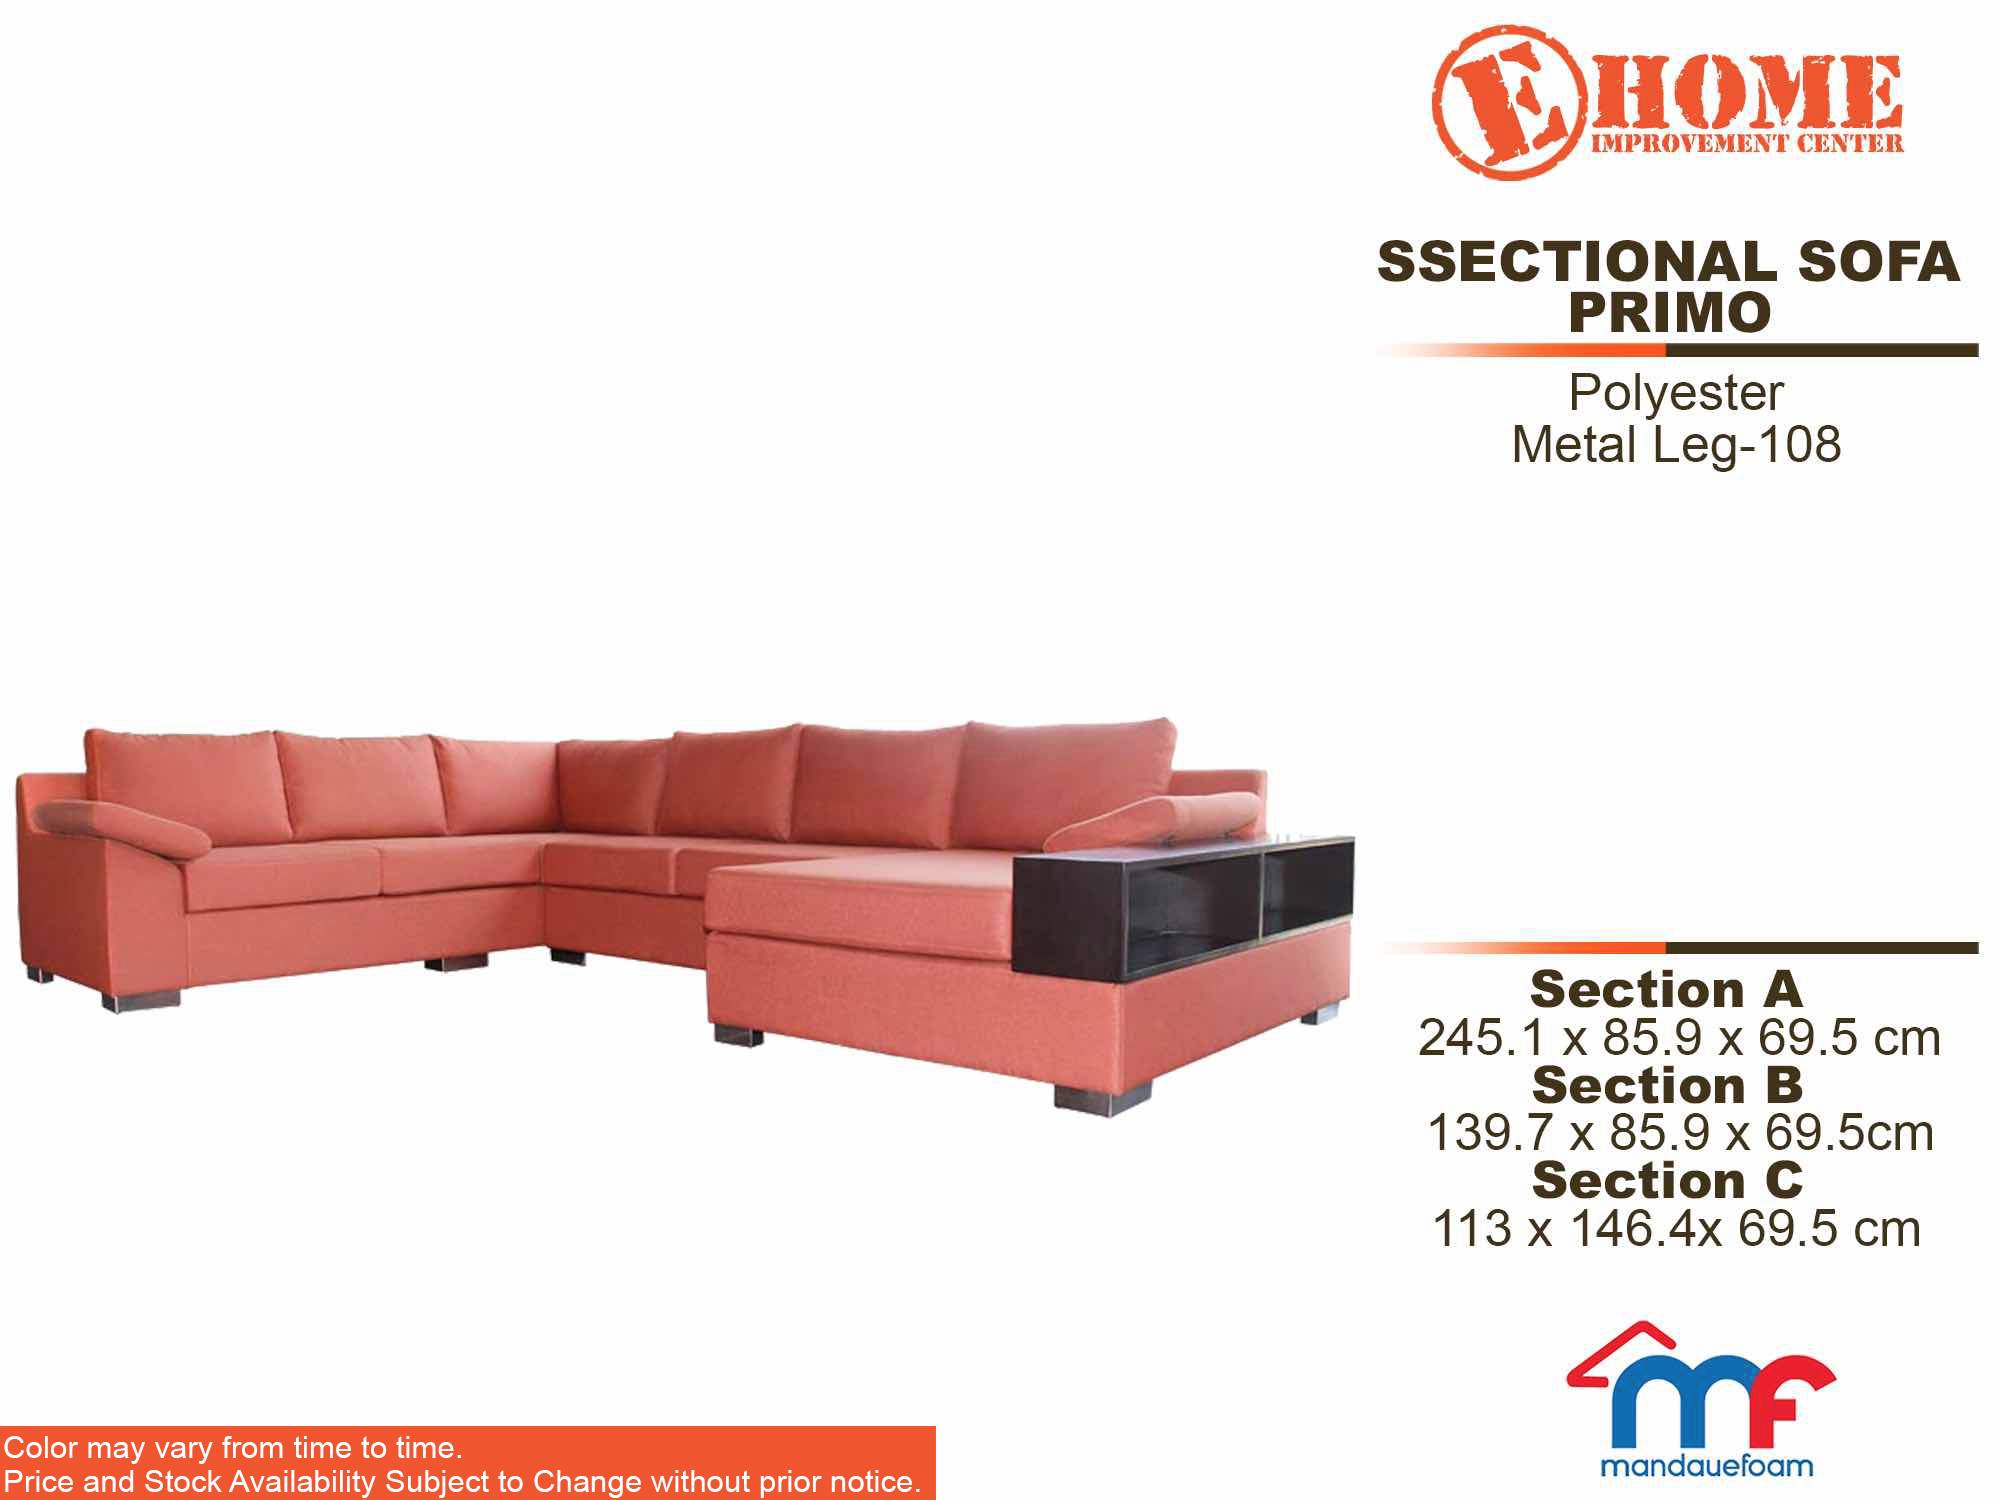 E HOME
IMPROVEMENT CENTER
SSECTIONAL SOFA
PRIMO
Polyester
Metal Leg-108
Section A
245.1 x 85.9 x 69.5 cm
Section B
139.7 x 85.9 x 69.5cm
Section C
113 x 146.4x 69.5 cm
mf
mandauefoam
Color may vary from time to time.
Price and Stock Availability Subject to Change without prior notice.